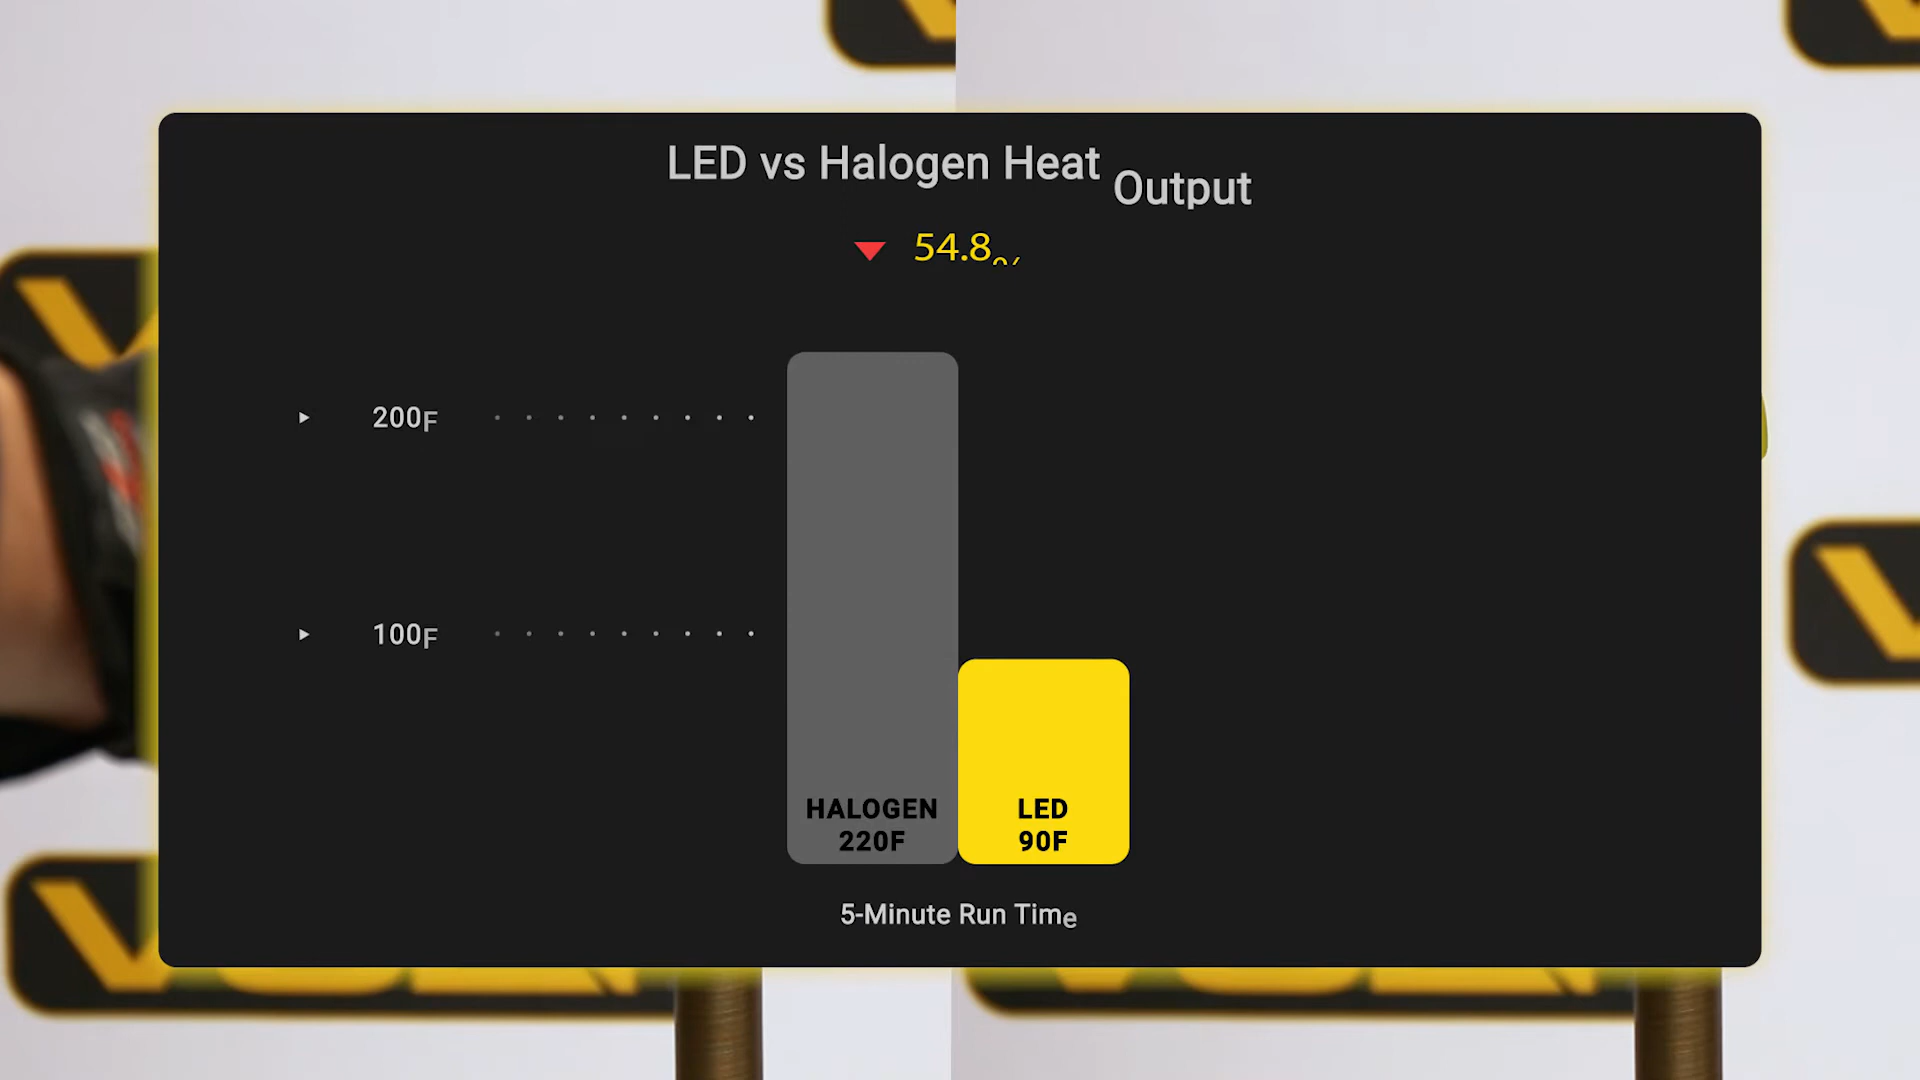 LED vs Halogen Heat Output
54.8%
200F
100F
HALOGEN
220F
LED
90F
5-Minute Run Time